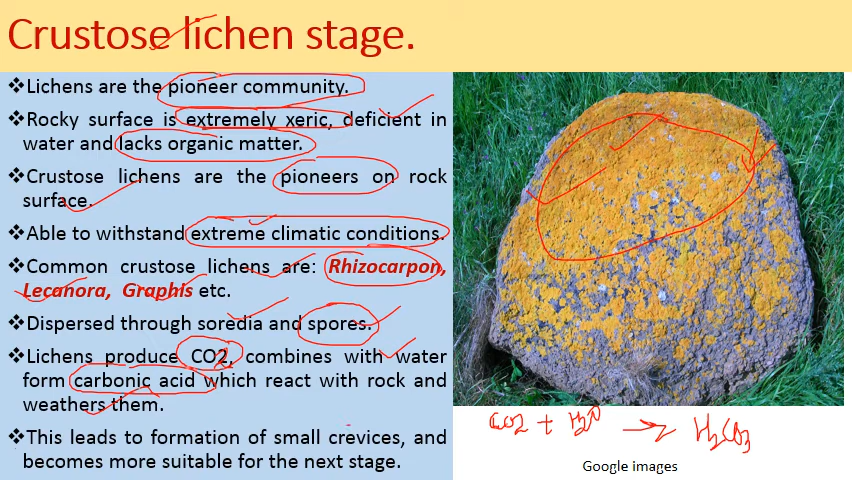 Crustose lichen stage.
❖Lichens are the pioneer community.
❖Rocky surface is extremely xeric, deficient in
water and lacks organic matter.
❖Crustose lichens are the pioneers on rock
surface.
❖Able to withstand extreme climatic conditions.
❖Common crustose lichens are: Rhizocarpon,
Lecanora, Graphis etc.
❖Dispersed through soredia and spores.
❖Lichens produce CO2, combines with water
form carbonic acid which react with rock and
weathers them.
❖This leads to formation of small crevices, and
becomes more suitable for the next stage.
CO2 + H2O → H2CO3
Google images